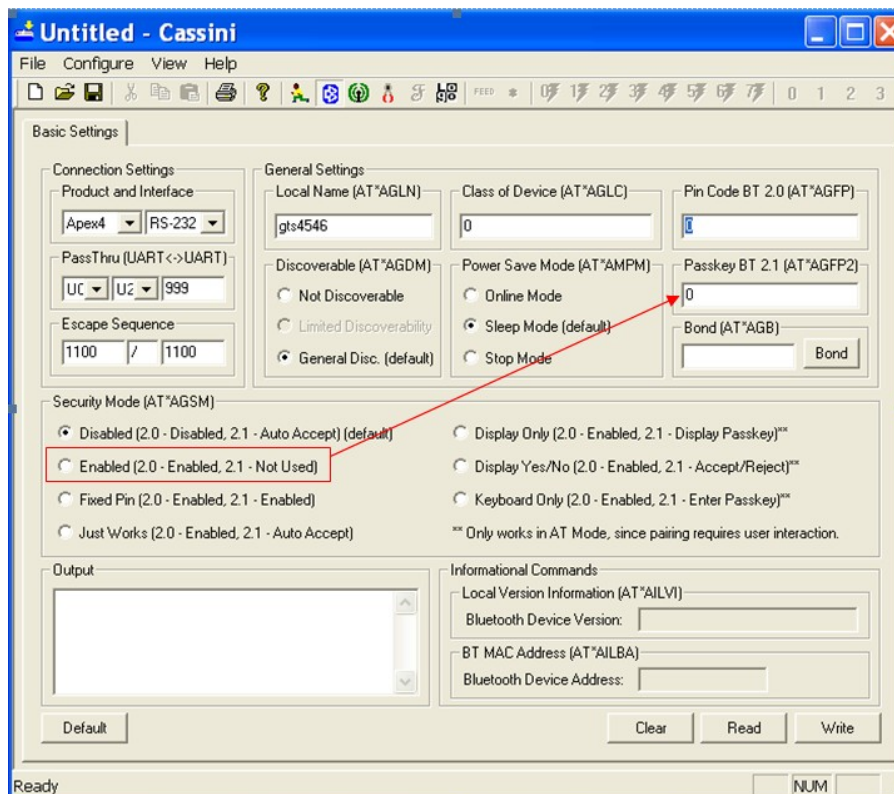 Untitled - Cassini
File Configure View Help
FEED * 0 1 2 3 4 5 6 7 0 1 2 3
Basic Settings
Connection Settings
Product and Interface
Apex4 RS-232
PassThru (UART<->UART)
U2 999
Escape Sequence
1100 / 1100
General Settings
Local Name (AT*AGLN)
gts4546
Discoverable (AT*AGDM)
Not Discoverable
Limited Discoverability
General Disc. (default)
Class of Device (AT*AGLC)
0
Power Save Mode (AT*AMPM)
Online Mode
Sleep Mode (default)
Stop Mode
Pin Code BT 2.0 (AT*AGFP)
0
Passkey BT 2.1 (AT*AGFP2)
0
Bond (AT*AGB)
Bond
Security Mode (AT*AGSM)
Disabled (2.0 - Disabled, 2.1 - Auto Accept) (default)
Enabled (2.0 - Enabled, 2.1 - Not Used)
Fixed Pin (2.0 - Enabled, 2.1 - Enabled)
Just Works (2.0 - Enabled, 2.1 - Auto Accept)
Display Only (2.0 - Enabled, 2.1 - Display Passkey)**
Display Yes/No (2.0 - Enabled, 2.1 - Accept/Reject)**
Keyboard Only (2.0 - Enabled, 2.1 - Enter Passkey)**
** Only works in AT Mode, since pairing requires user interaction.
Output
Informational Commands
Local Version Information (AT*AILVI)
Bluetooth Device Version:
BT MAC Address (AT*AILBA)
Bluetooth Device Address:
Default
Clear Read Write
Ready NUM